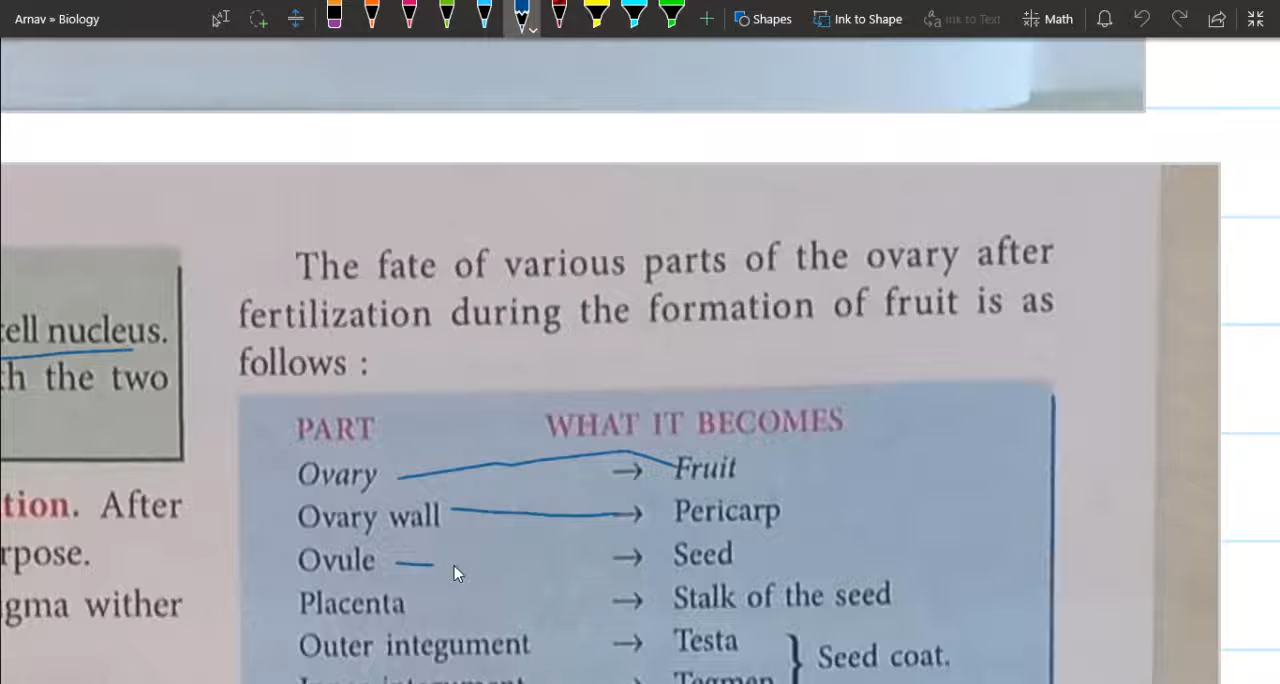 Arnav » Biology
Shapes
Ink to Shape
Ink to Text
Math
The fate of various parts of the ovary after
fertilization during the formation of fruit is as
follows :
ell nucleus.
h the two
tion. After
rpose.
gma wither
PART WHAT IT BECOMES
Ovary → Fruit
Ovary wall → Pericarp
Ovule → Seed
Placenta → Stalk of the seed
Outer integument → Testa } Seed coat.